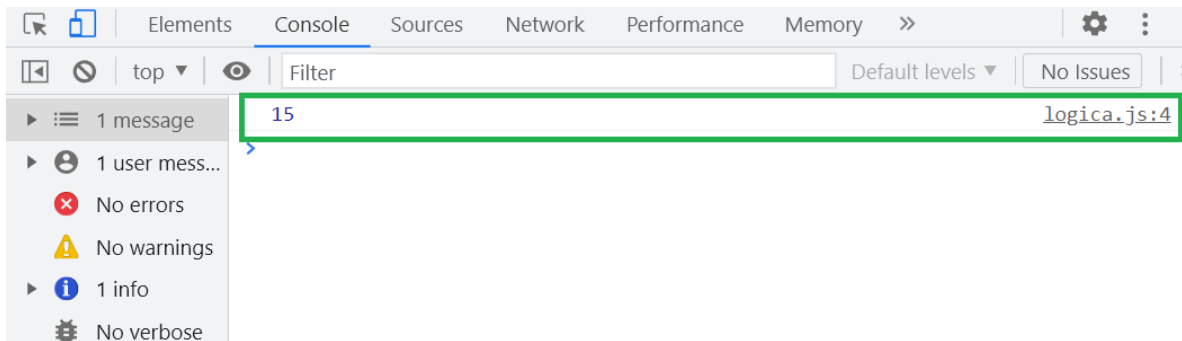 Elements Console Sources Network Performance Memory »
top ▼ Filter Default levels ▼ No Issues
1 message
15 logica.js:4
1 user mess...
>
No errors
No warnings
1 info
No verbose